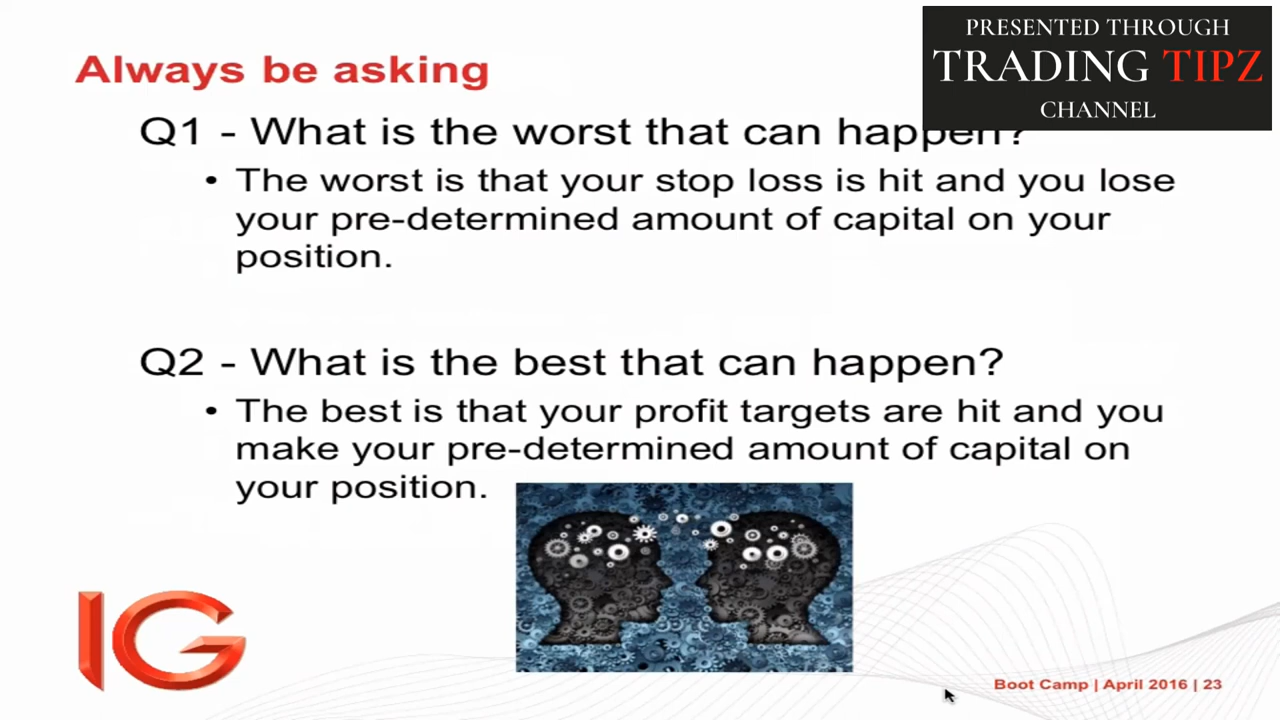 PRESENTED THROUGH
TRADING TIPZ
CHANNEL
Always be asking
Q1 - What is the worst that can happen?
• The worst is that your stop loss is hit and you lose
your pre-determined amount of capital on your
position.
Q2 - What is the best that can happen?
• The best is that your profit targets are hit and you
make your pre-determined amount of capital on
your position.
IG
Boot Camp | April 2016 | 23